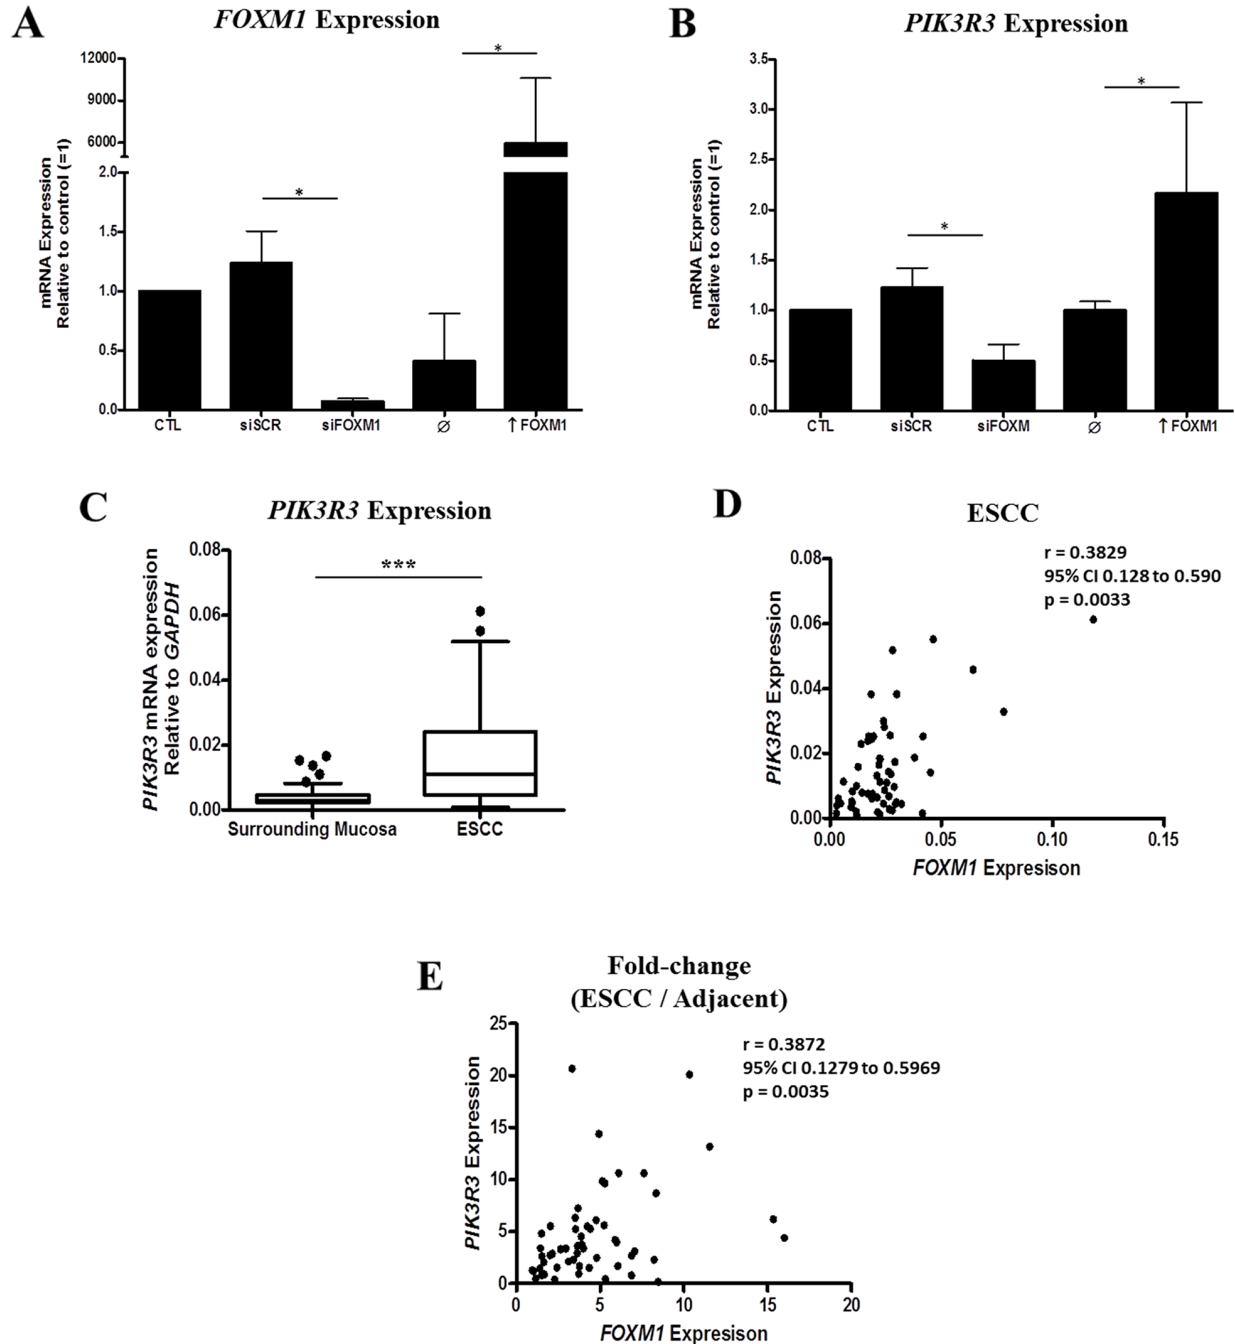 A
FOXM1 Expression
mRNA Expression
Relative to control (=1)
12000
9000
6000
2.0
1.5
1.0
0.5
0.0
*
*
CTL siSCR siFOXM1 ∅ ↑FOXM1
B
PIK3R3 Expression
mRNA Expression
Relative to control (=1)
3.5
3.0
2.5
2.0
1.5
1.0
0.5
0.0
*
*
CTL siSCR siFOXM ∅ ↑FOXM1
C
PIK3R3 Expression
PIK3R3 mRNA expression
Relative to GAPDH
0.08
0.06
0.04
0.02
0.00
***
Surrounding Mucosa ESCC
D
ESCC
r = 0.3829
95% CI 0.128 to 0.590
p = 0.0033
PIK3R3 Expression
0.08
0.06
0.04
0.02
0.00
0.00 0.05 0.10 0.15
FOXM1 Expresison
E
Fold-change
(ESCC / Adjacent)
r = 0.3872
95% CI 0.1279 to 0.5969
p = 0.0035
PIK3R3 Expression
25
20
15
10
5
0
0 5 10 15 20
FOXM1 Expresison